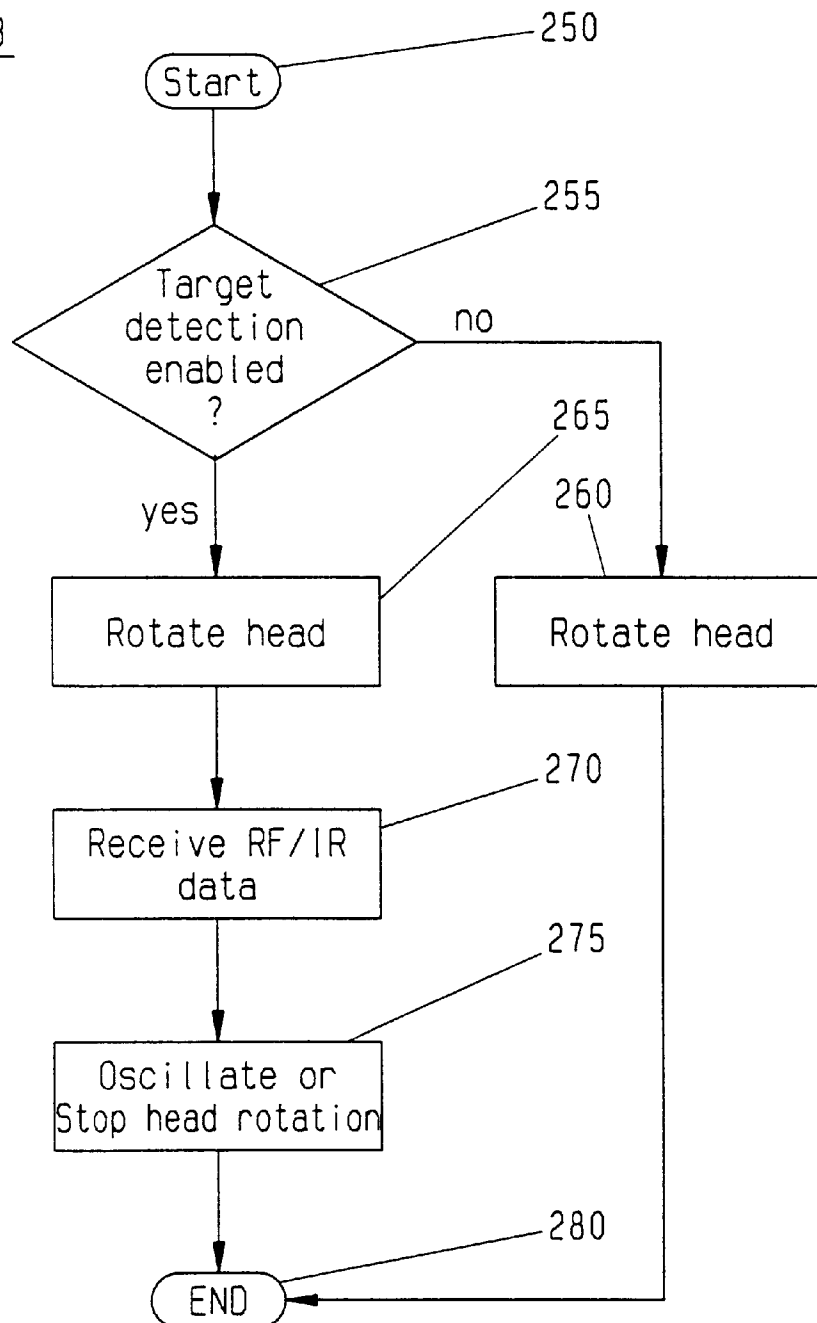 250
Start
255
Target
detection
enabled
?
no
yes
265
260
Rotate head
Rotate head
270
Receive RF/IR
data
275
Oscillate or
Stop head rotation
280
END